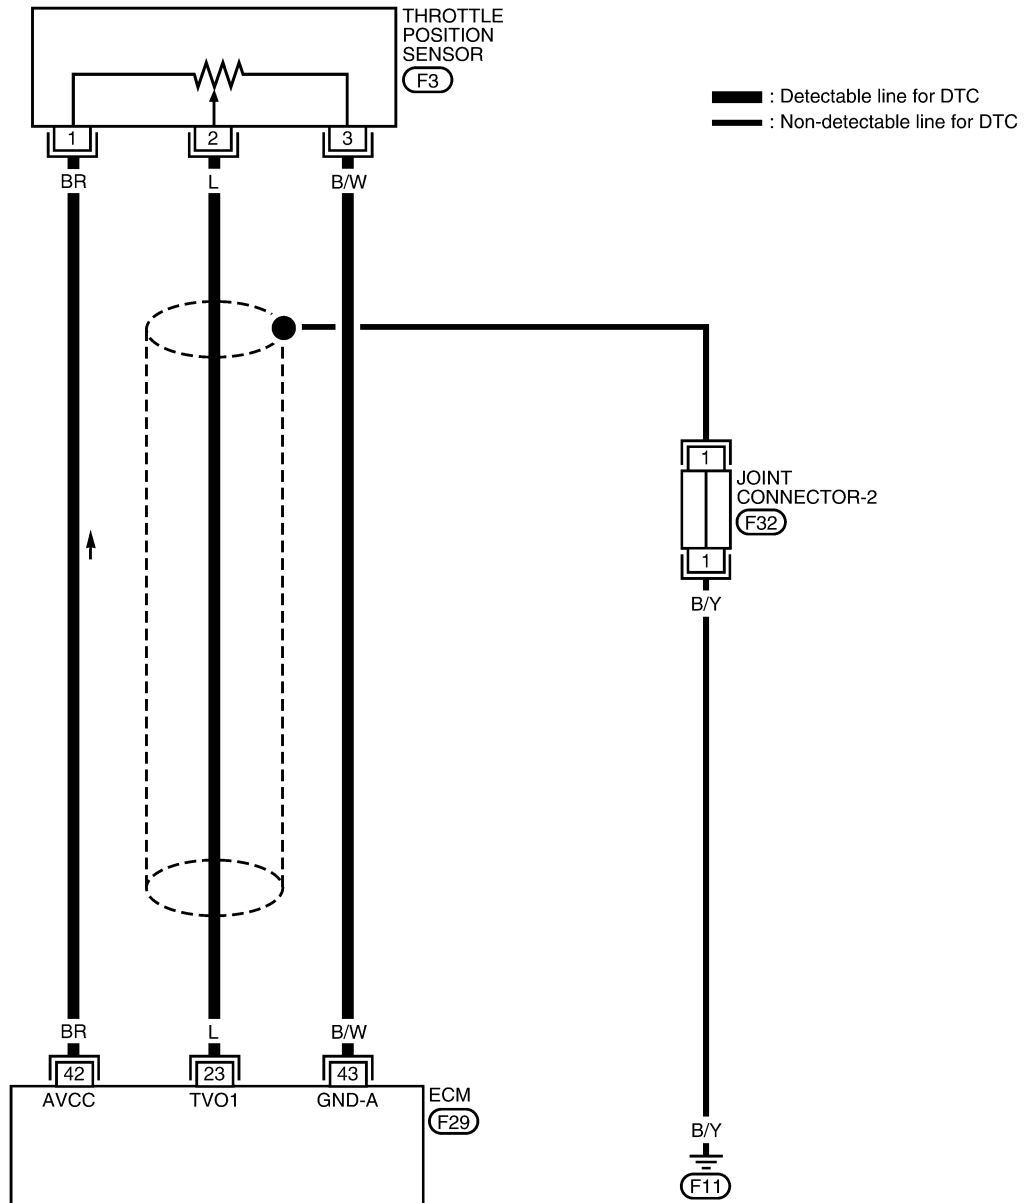 THROTTLE
POSITION
SENSOR
F3
: Detectable line for DTC
: Non-detectable line for DTC
1 2 3
BR L B/W
1
JOINT
CONNECTOR-2
F32
1
B/Y
BR L B/W
42 23 43
AVCC TVO1 GND-A
ECM
F29
B/Y
F11